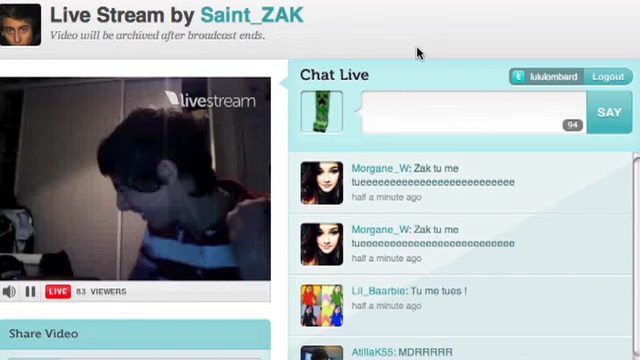 Live Stream by Saint_ZAK
Video will be archived after broadcast ends.
livestream
LIVE 83 VIEWERS
Share Video
Chat Live
lululombard Logout
94
SAY
Morgane_W: Zak tu me
tueeeeeeeeeeeeeeeeeeeeeeeeeee
half a minute ago
Morgane_W: Zak tu me
tueeeeeeeeeeeeeeeeeeeeeeeeeee
half a minute ago
Lil_Baarbie: Tu me tues !
half a minute ago
AtillaK55: MDRRRRR